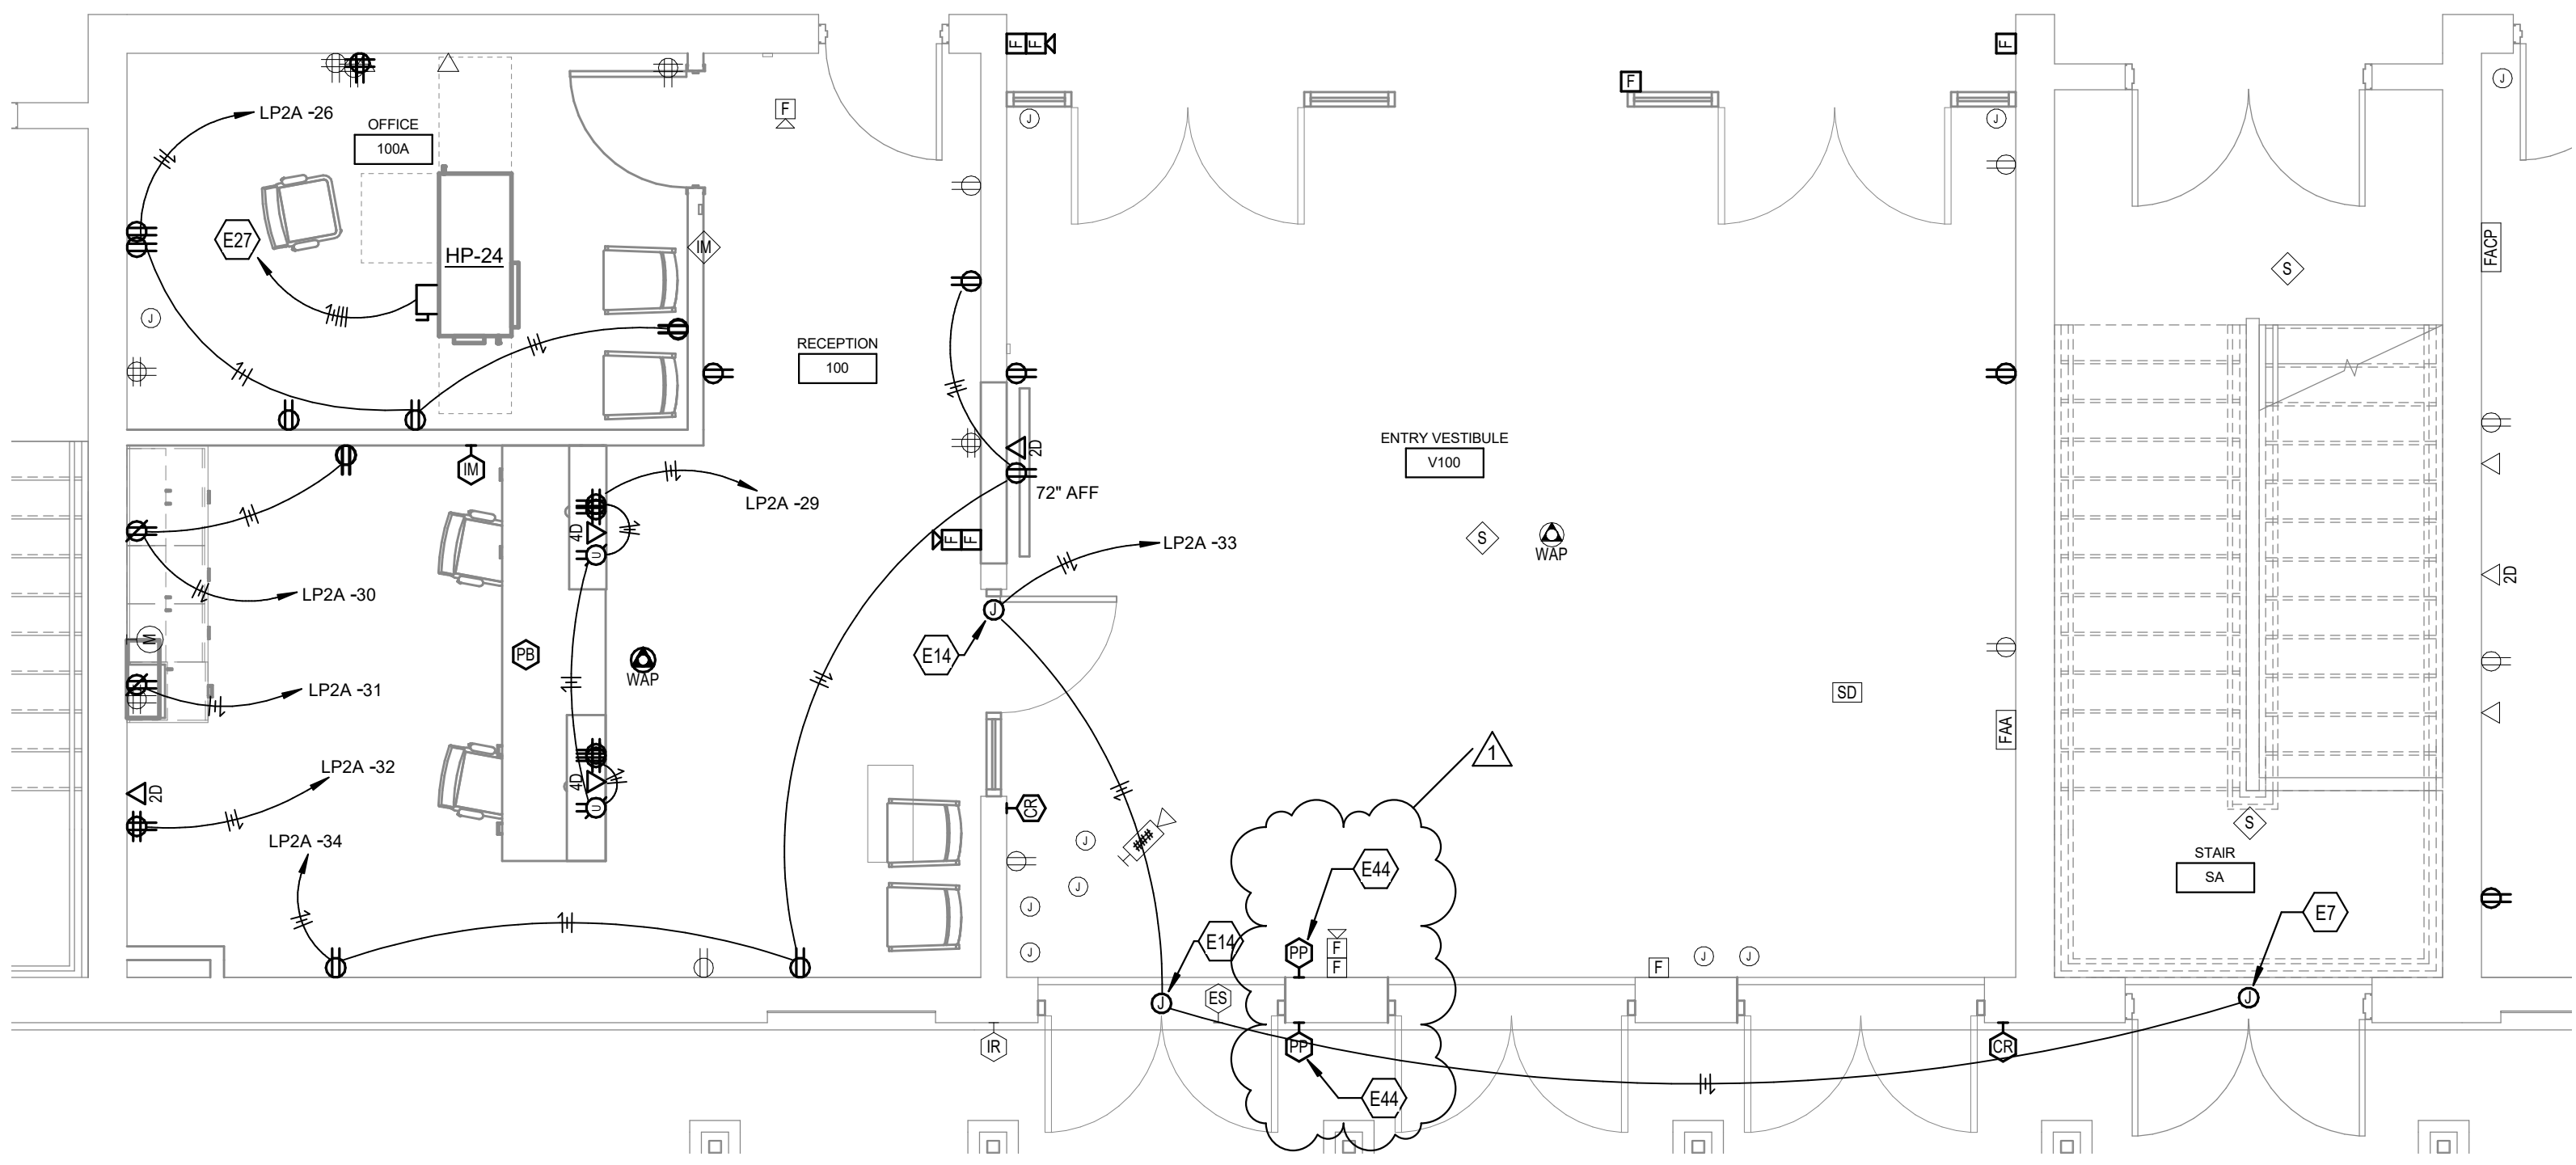 F F
F
F
F
J
J
J
LP2A -26
OFFICE
100A
E27
HP-24
IM
S
FACP
J
RECEPTION
100
ENTRY VESTIBULE
V100
2D
IM
72" AFF
LP2A -29
4D
U
F F
LP2A -33
S
WAP
2D
LP2A -30
J
M
E14
PB
WAP
LP2A -31
SD
FAA
1
LP2A -32
4D
2D
U
CR
S
LP2A -34
J
###
STAIR
SA
E44
J
J
E7
E14
PP
F
F
J
J
F
J
J
ES
J
IR
PP
CR
E44